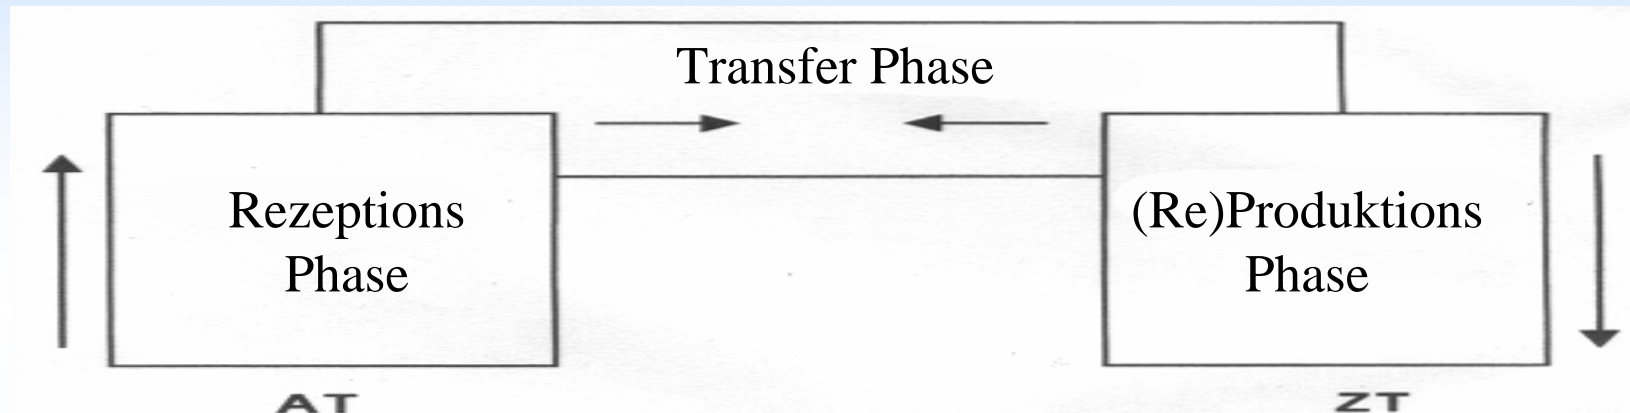 Transfer Phase
Rezeptions
Phase
(Re)Produktions
Phase
AT
ZT